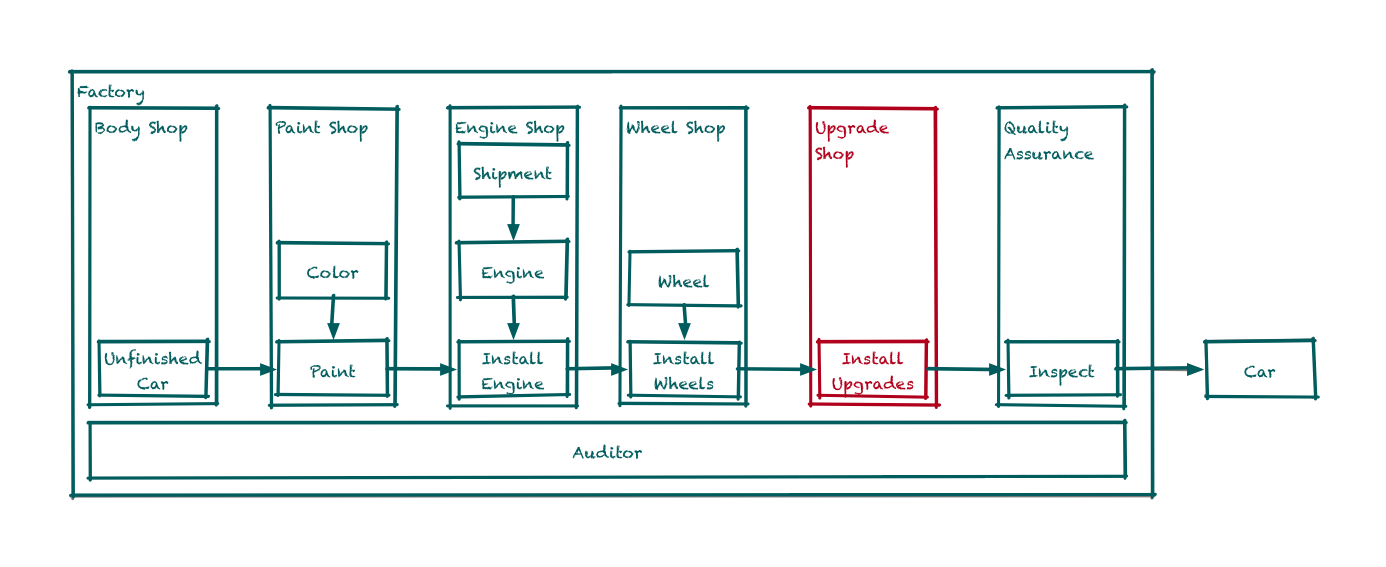 Factory
Body Shop
Unfinished
Car
Paint Shop
Color
Paint
Engine Shop
Shipment
Engine
Install
Engine
Wheel Shop
Wheel
Install
Wheels
Upgrade
Shop
Install
Upgrades
Quality
Assurance
Inspect
Car
Auditor